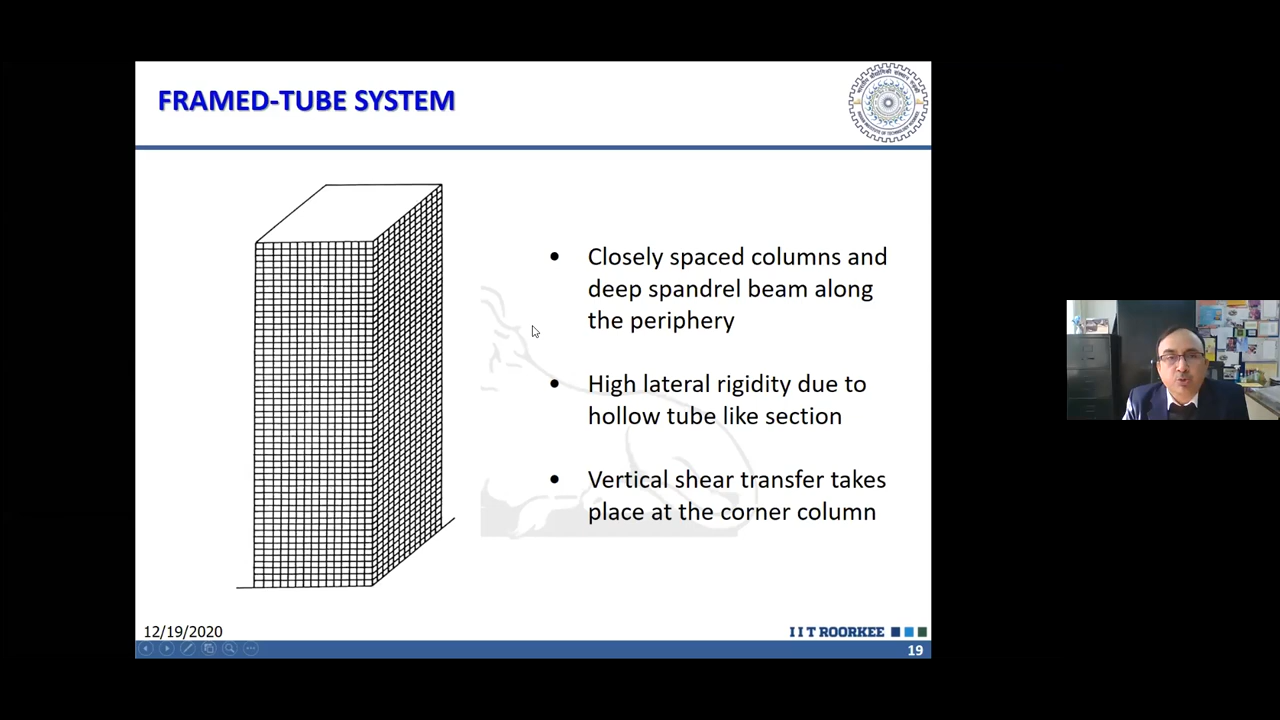 FRAMED-TUBE SYSTEM
• Closely spaced columns and
deep spandrel beam along
the periphery
• High lateral rigidity due to
hollow tube like section
• Vertical shear transfer takes
place at the corner column
12/19/2020
IIT ROORKEE
19